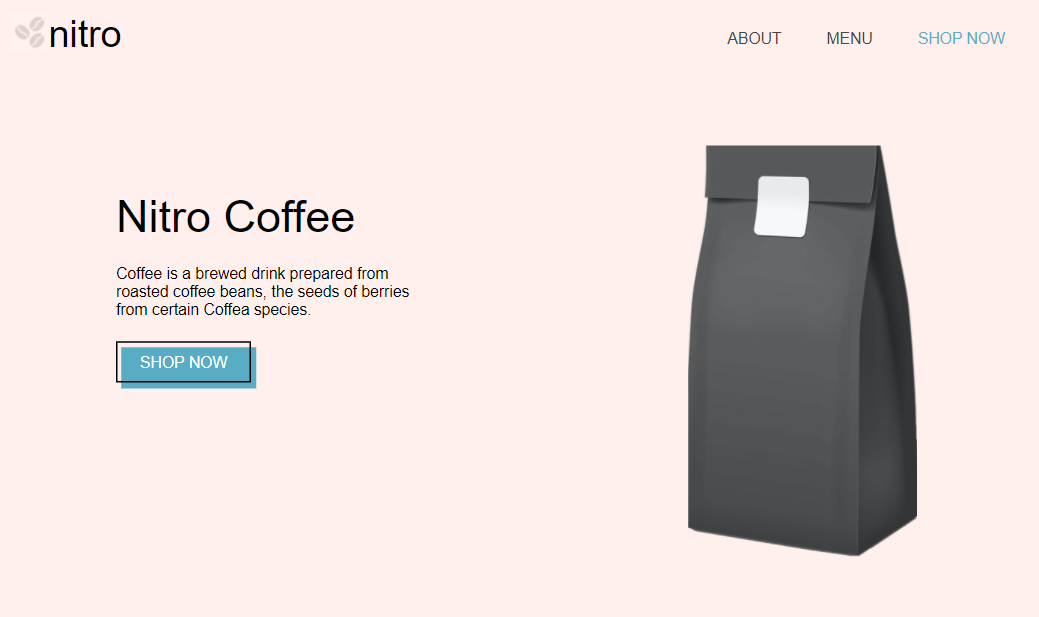 nitro
ABOUT
MENU
SHOP NOW
Nitro Coffee
Coffee is a brewed drink prepared from
roasted coffee beans, the seeds of berries
from certain Coffea species.
SHOP NOW